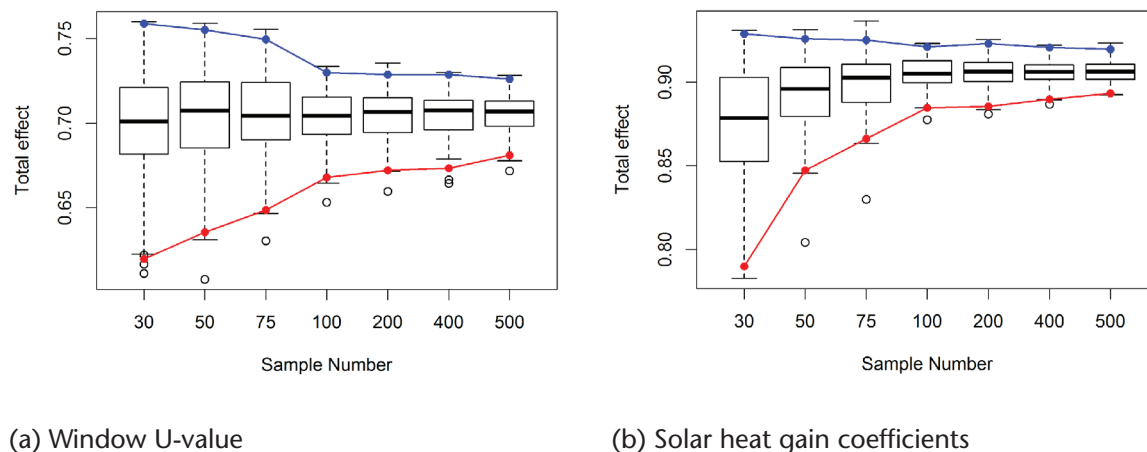 Total effect
0.75
0.70
0.65
30 50 75 100 200 400 500
Sample Number
(a) Window U-value
Total effect
0.90
0.85
0.80
30 50 75 100 200 400 500
Sample Number
(b) Solar heat gain coefficients